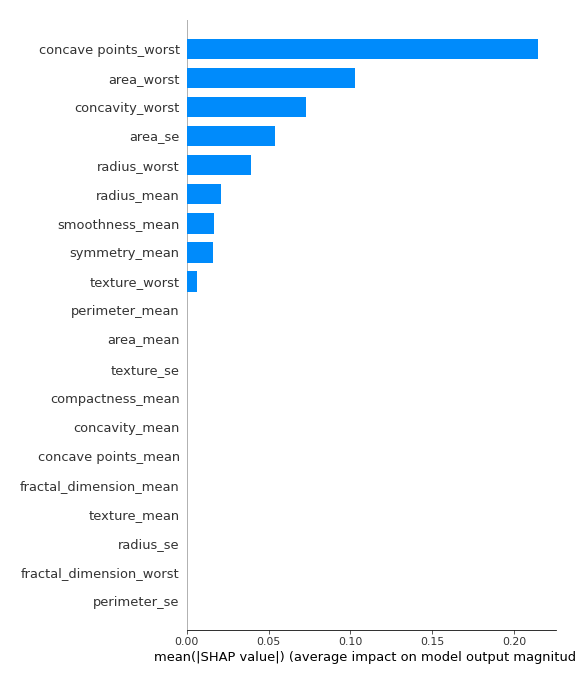 concave points_worst
area_worst
concavity_worst
area_se
radius_worst
radius_mean
smoothness_mean
symmetry_mean
texture_worst
perimeter_mean
area_mean
texture_se
compactness_mean
concavity_mean
concave points_mean
fractal_dimension_mean
texture_mean
radius_se
fractal_dimension_worst
perimeter_se
0.00 0.05 0.10 0.15 0.20
mean(|SHAP value|) (average impact on model output magnitud